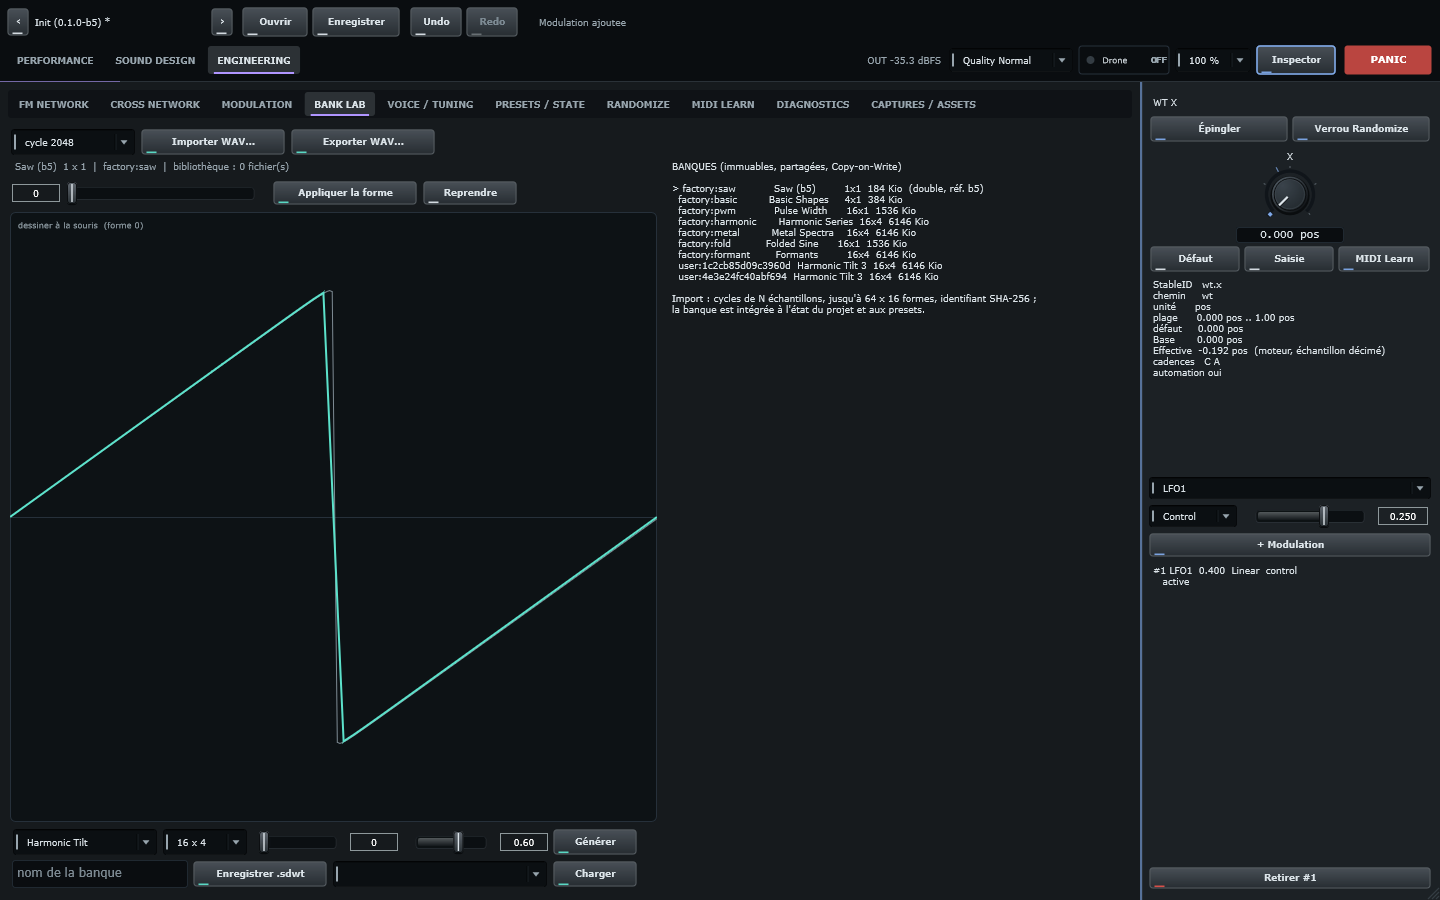 < Init (0.1.0-b5) * > Ouvrir Enregistrer Undo Redo Modulation ajoutee
PERFORMANCE SOUND DESIGN ENGINEERING OUT -35.3 dBFS Quality Normal Drone OFF 100 % Inspector PANIC
FM NETWORK CROSS NETWORK MODULATION BANK LAB VOICE / TUNING PRESETS / STATE RANDOMIZE MIDI LEARN DIAGNOSTICS CAPTURES / ASSETS
cycle 2048 Importer WAV... Exporter WAV...
Saw (b5) 1 x 1 | factory:saw | bibliothèque : 0 fichier(s)
0 Appliquer la forme Reprendre
dessiner à la souris (forme 0)
Harmonic Tilt 16 x 4 0 0.60 Générer
nom de la banque Enregistrer .sdwt Charger
BANQUES (immuables, partagées, Copy-on-Write)
> factory:saw Saw (b5) 1x1 184 Kio (double, réf. b5)
factory:basic Basic Shapes 4x1 384 Kio
factory:pwm Pulse Width 16x1 1536 Kio
factory:harmonic Harmonic Series 16x4 6146 Kio
factory:metal Metal Spectra 16x4 6146 Kio
factory:fold Folded Sine 16x1 1536 Kio
factory:formant Formants 16x4 6146 Kio
user:1c2cb85d09c3960d Harmonic Tilt 3 16x4 6146 Kio
user:4e3e24fc40abf694 Harmonic Tilt 3 16x4 6146 Kio
Import : cycles de N échantillons, jusqu'à 64 x 16 formes, identifiant SHA-256 ;
la banque est intégrée à l'état du projet et aux presets.
WT X
Épingler Verrou Randomize
X
0.000 pos
Défaut Saisie MIDI Learn
StableID wt.x
chemin wt
unité pos
plage 0.000 pos .. 1.00 pos
défaut 0.000 pos
Base 0.000 pos
Effective -0.192 pos (moteur, échantillon décimé)
cadences C A
automation oui
LFO1
Control 0.250
+ Modulation
#1 LFO1 0.400 Linear control
active
Retirer #1